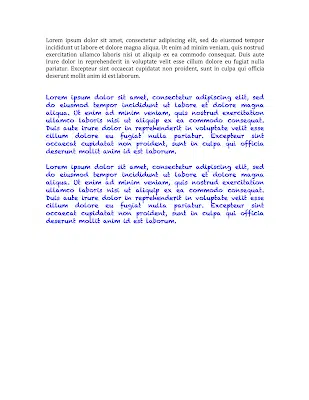 Lorem ipsum dolor sit amet, consectetur adipiscing elit, sed do eiusmod tempor
incididunt ut labore et dolore magna aliqua. Ut enim ad minim veniam, quis nostrud
exercitation ullamco laboris nisi ut aliquip ex ea commodo consequat. Duis aute
irure dolor in reprehenderit in voluptate velit esse cillum dolore eu fugiat nulla
pariatur. Excepteur sint occaecat cupidatat non proident, sunt in culpa qui officia
deserunt mollit anim id est laborum.
Lorem ipsum dolor sit amet, consectetur adipiscing elit, sed
do eiusmod tempor incididunt ut labore et dolore magna
aliqua. Ut enim ad minim veniam, quis nostrud exercitation
ullamco laboris nisi ut aliquip ex ea commodo consequat.
Duis aute irure dolor in reprehenderit in voluptate velit esse
cillum dolore eu fugiat nulla pariatur. Excepteur sint
occaecat cupidatat non proident, sunt in culpa qui officia
deserunt mollit anim id est laborum.
Lorem ipsum dolor sit amet, consectetur adipiscing elit, sed
do eiusmod tempor incididunt ut labore et dolore magna
aliqua. Ut enim ad minim veniam, quis nostrud exercitation
ullamco laboris nisi ut aliquip ex ea commodo consequat.
Duis aute irure dolor in reprehenderit in voluptate velit esse
cillum dolore eu fugiat nulla pariatur. Excepteur sint
occaecat cupidatat non proident, sunt in culpa qui officia
deserunt mollit anim id est laborum.